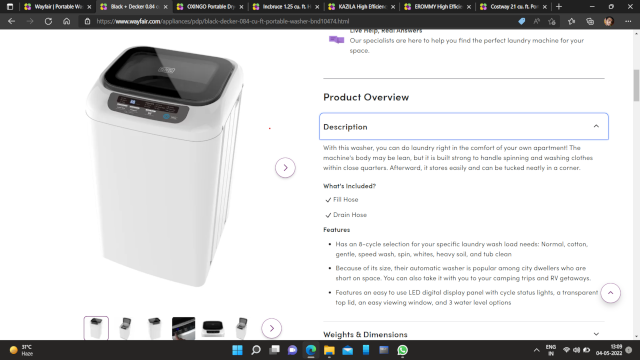 Wayfair | Portable Wa
Black + Decker 0.84 c
OXINGO Portable Dry
Incbruce 1.25 cu. ft. H
KAZILA High Efficienc
EROMMY High Efficie
Costway 21 cu. ft. Por
https://www.wayfair.com/appliances/pdp/black-decker-084-cu-ft-portable-washer-bnd10474.html
Live Help, Real Answers
Our specialists are here to help you find the perfect laundry machine for your
space.
Product Overview
Description
With this washer, you can do laundry right in the comfort of your own apartment! The
machine's body may be lean, but it is built strong to handle spinning and washing clothes
within close quarters. Afterward, it stores easily and can be tucked neatly in a corner.
What's Included?
Fill Hose
Drain Hose
Features
Has an 8-cycle selection for your specific laundry wash load needs: Normal, cotton,
gentle, speed wash, spin, whites, heavy soil, and tub clean
Because of its size, their automatic washer is popular among city dwellers who are
short on space. You can also take it with you to your camping trips and RV getaways.
Features an easy to use LED digital display panel with cycle status lights, a transparent
top lid, an easy viewing window, and 3 water level options
Weights & Dimensions
31°C
Haze
ENG
IN
13:09
04-05-2022